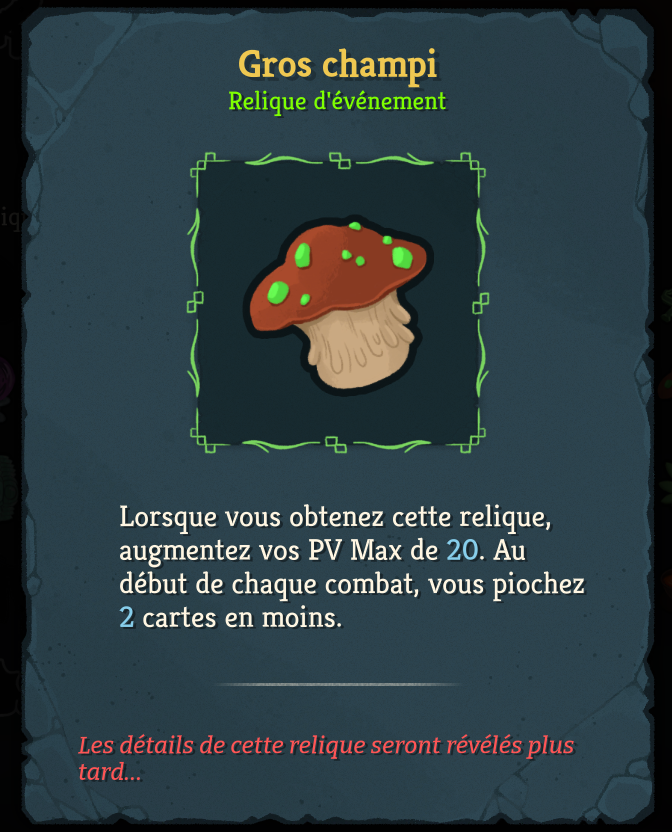 Gros champi
Relique d'événement
Lorsque vous obtenez cette relique,
augmentez vos PV Max de 20. Au
début de chaque combat, vous piochez
2 cartes en moins.
Les détails de cette relique seront révélés plus
tard...